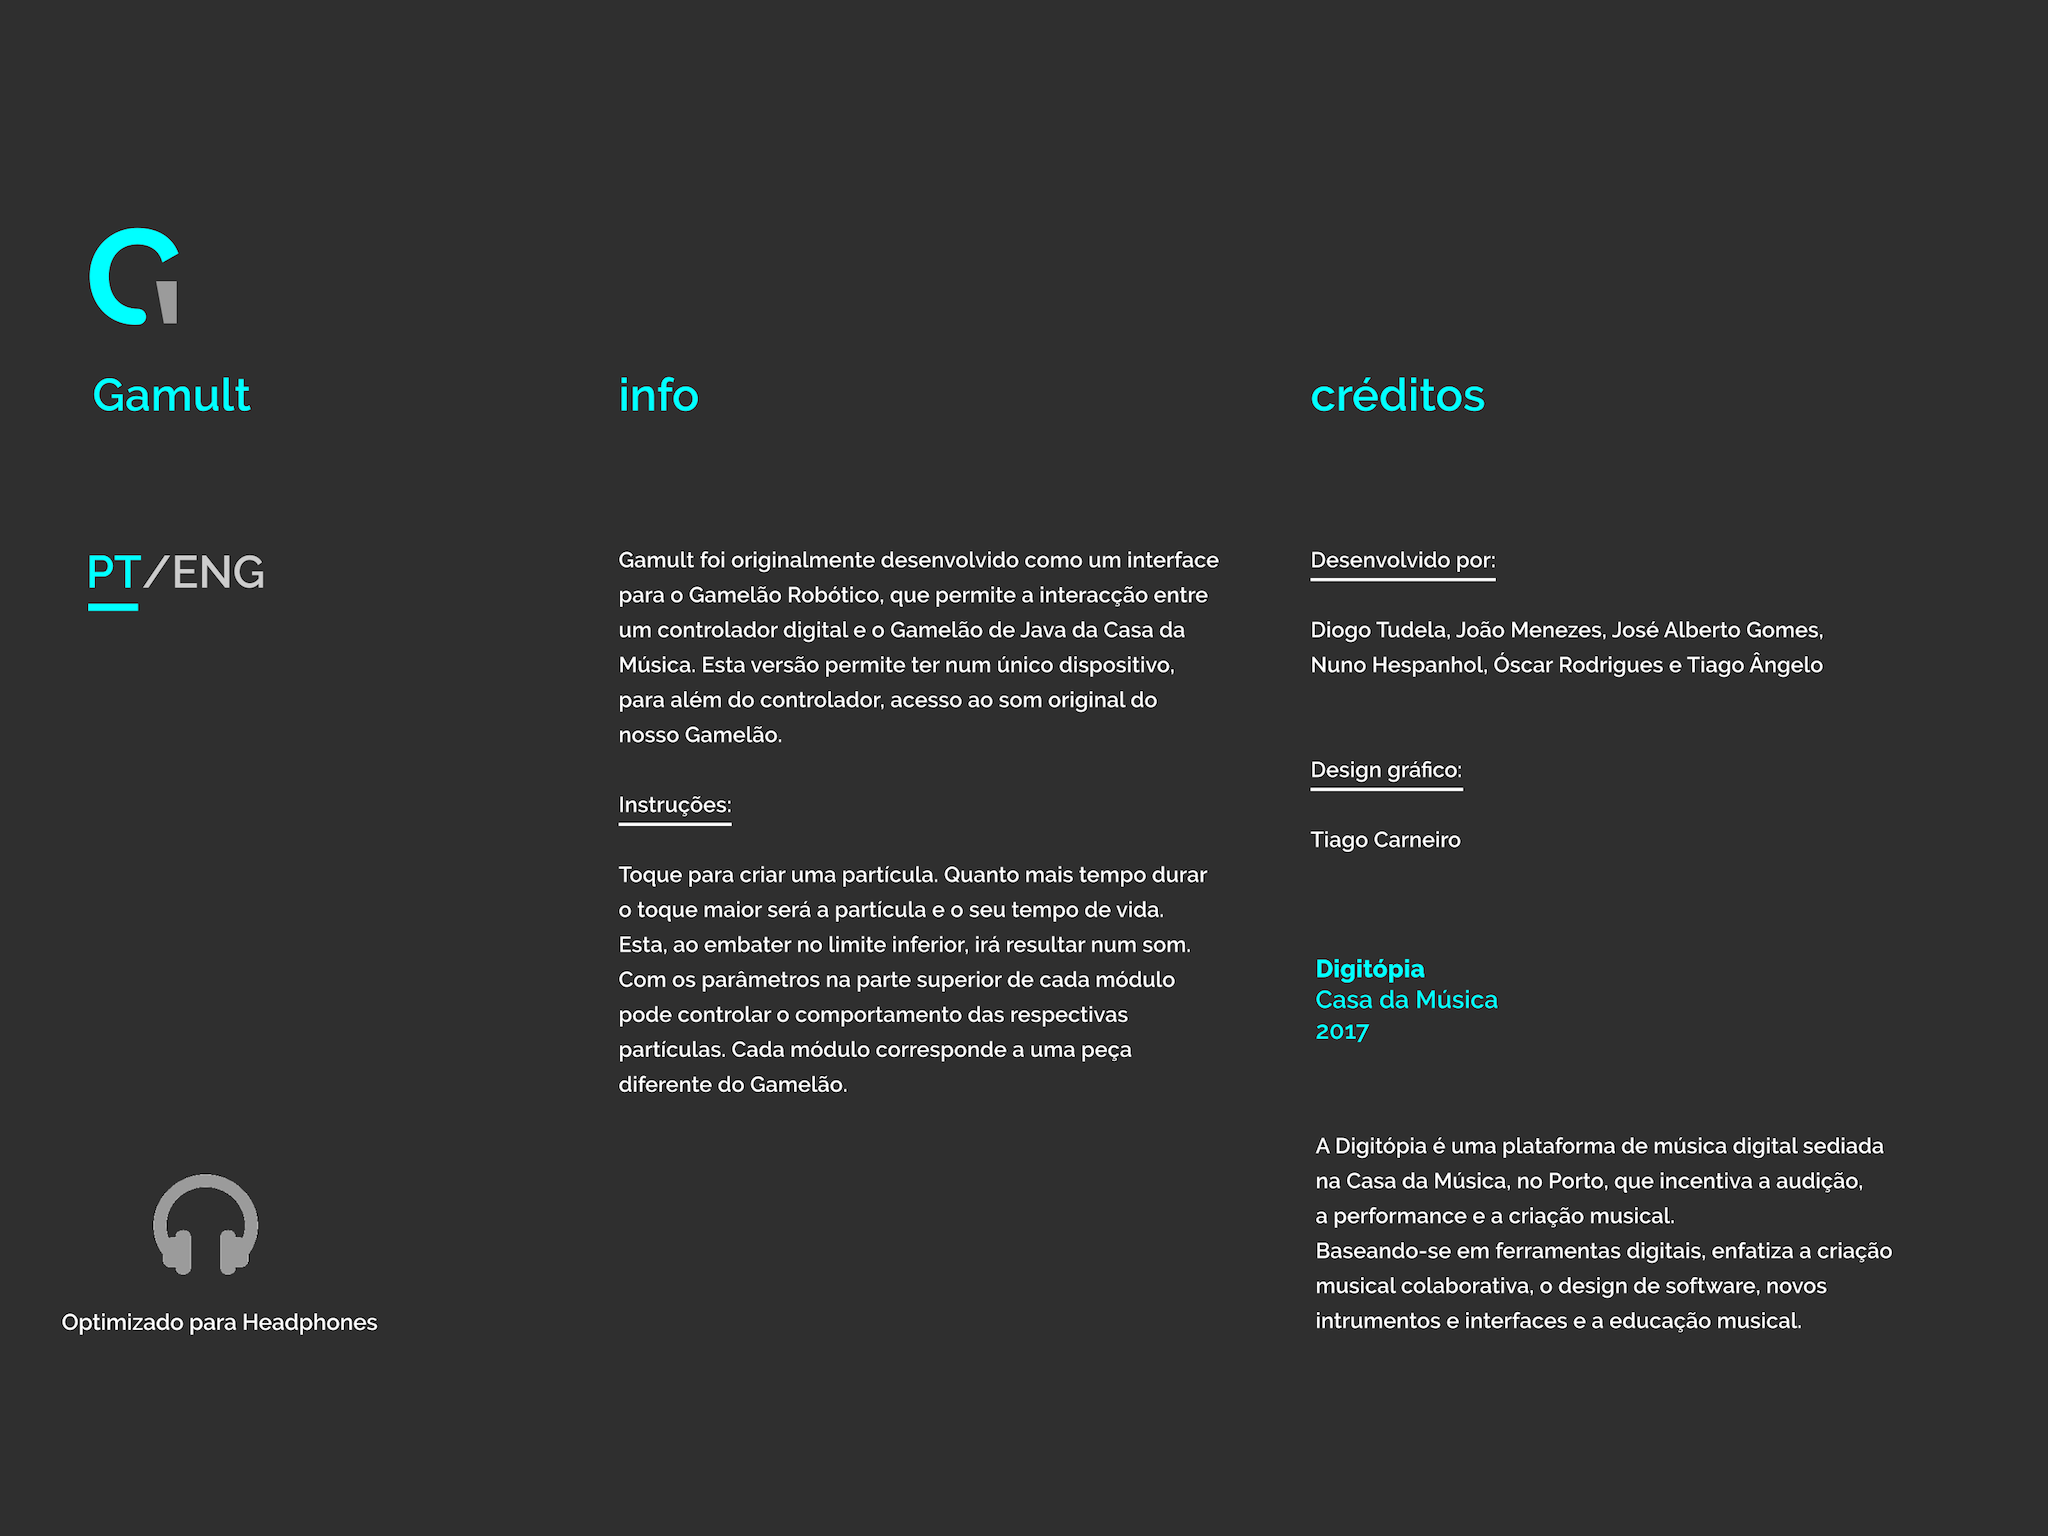 Gamult
PT/ENG
Optimizado para Headphones
info
Gamult foi originalmente desenvolvido como um interface
para o Gamelão Robótico, que permite a interacção entre
um controlador digital e o Gamelão de Java da Casa da
Música. Esta versão permite ter num único dispositivo,
para além do controlador, acesso ao som original do
nosso Gamelão.
Instruções:
Toque para criar uma partícula. Quanto mais tempo durar
o toque maior será a partícula e o seu tempo de vida.
Esta, ao embater no limite inferior, irá resultar num som.
Com os parâmetros na parte superior de cada módulo
pode controlar o comportamento das respectivas
partículas. Cada módulo corresponde a uma peça
diferente do Gamelão.
créditos
Desenvolvido por:
Diogo Tudela, João Menezes, José Alberto Gomes,
Nuno Hespanhol, Óscar Rodrigues e Tiago Ângelo
Design gráfico:
Tiago Carneiro
Digitópia
Casa da Música
2017
A Digitópia é uma plataforma de música digital sediada
na Casa da Música, no Porto, que incentiva a audição,
a performance e a criação musical.
Baseando-se em ferramentas digitais, enfatiza a criação
musical colaborativa, o design de software, novos
intrumentos e interfaces e a educação musical.